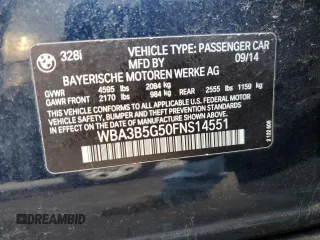 328i
VEHICLE TYPE: PASSENGER CAR
MFD BY
09/14
BAYERISCHE MOTOREN WERKE AG
GVWR 4595 lbs 2084 kg
GAWR FRONT 2170 lbs 984 kg GAWR REAR 2555 lbs 1159 kg
THIS VEHICLE CONFORMS TO ALL APPLICABLE FEDERAL MOTOR
VEHICLE SAFETY, BUMPER, AND THEFT PREVENTION STANDARDS
IN EFFECT ON THE DATE OF MANUFACTURE SHOWN ABOVE.
WBA3B5G50FNS14551
DREAMBID